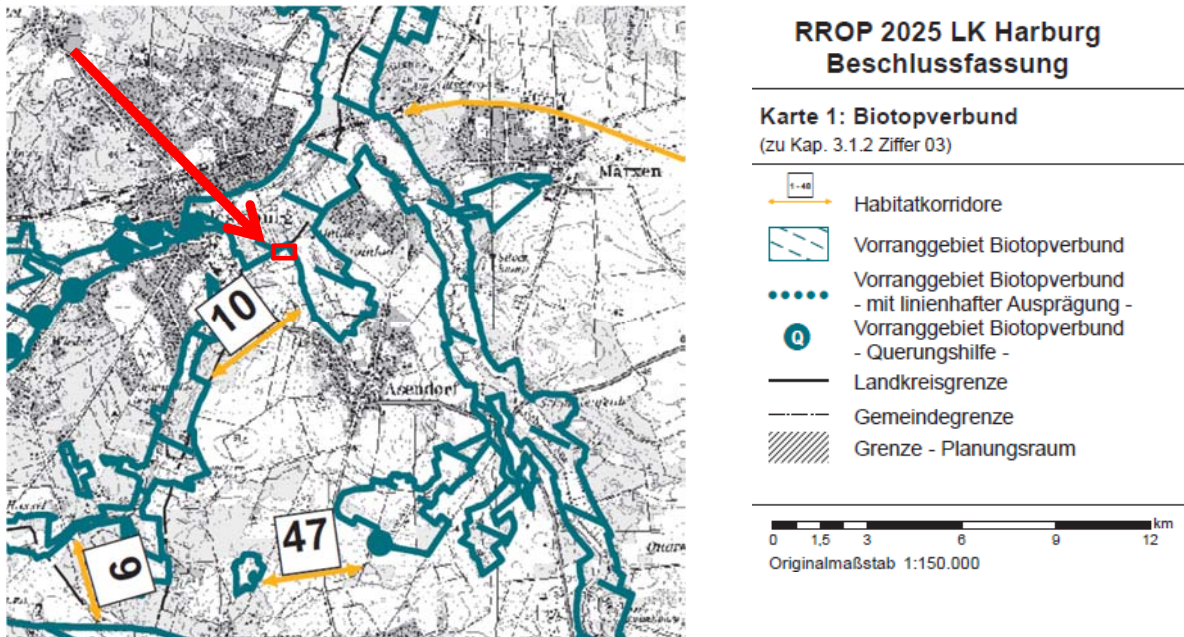 Marxen
10
Asendorf
47
6
RROP 2025 LK Harburg
Beschlussfassung
Karte 1: Biotopverbund
(zu Kap. 3.1.2 Ziffer 03)
1 - 48
Habitatkorridore
Vorranggebiet Biotopverbund
Vorranggebiet Biotopverbund
- mit linienhafter Ausprägung -
Q
Vorranggebiet Biotopverbund
- Querungshilfe -
Landkreisgrenze
Gemeindegrenze
Grenze - Planungsraum
km
0 1,5 3 6 9 12
Originalmaßstab 1:150.000